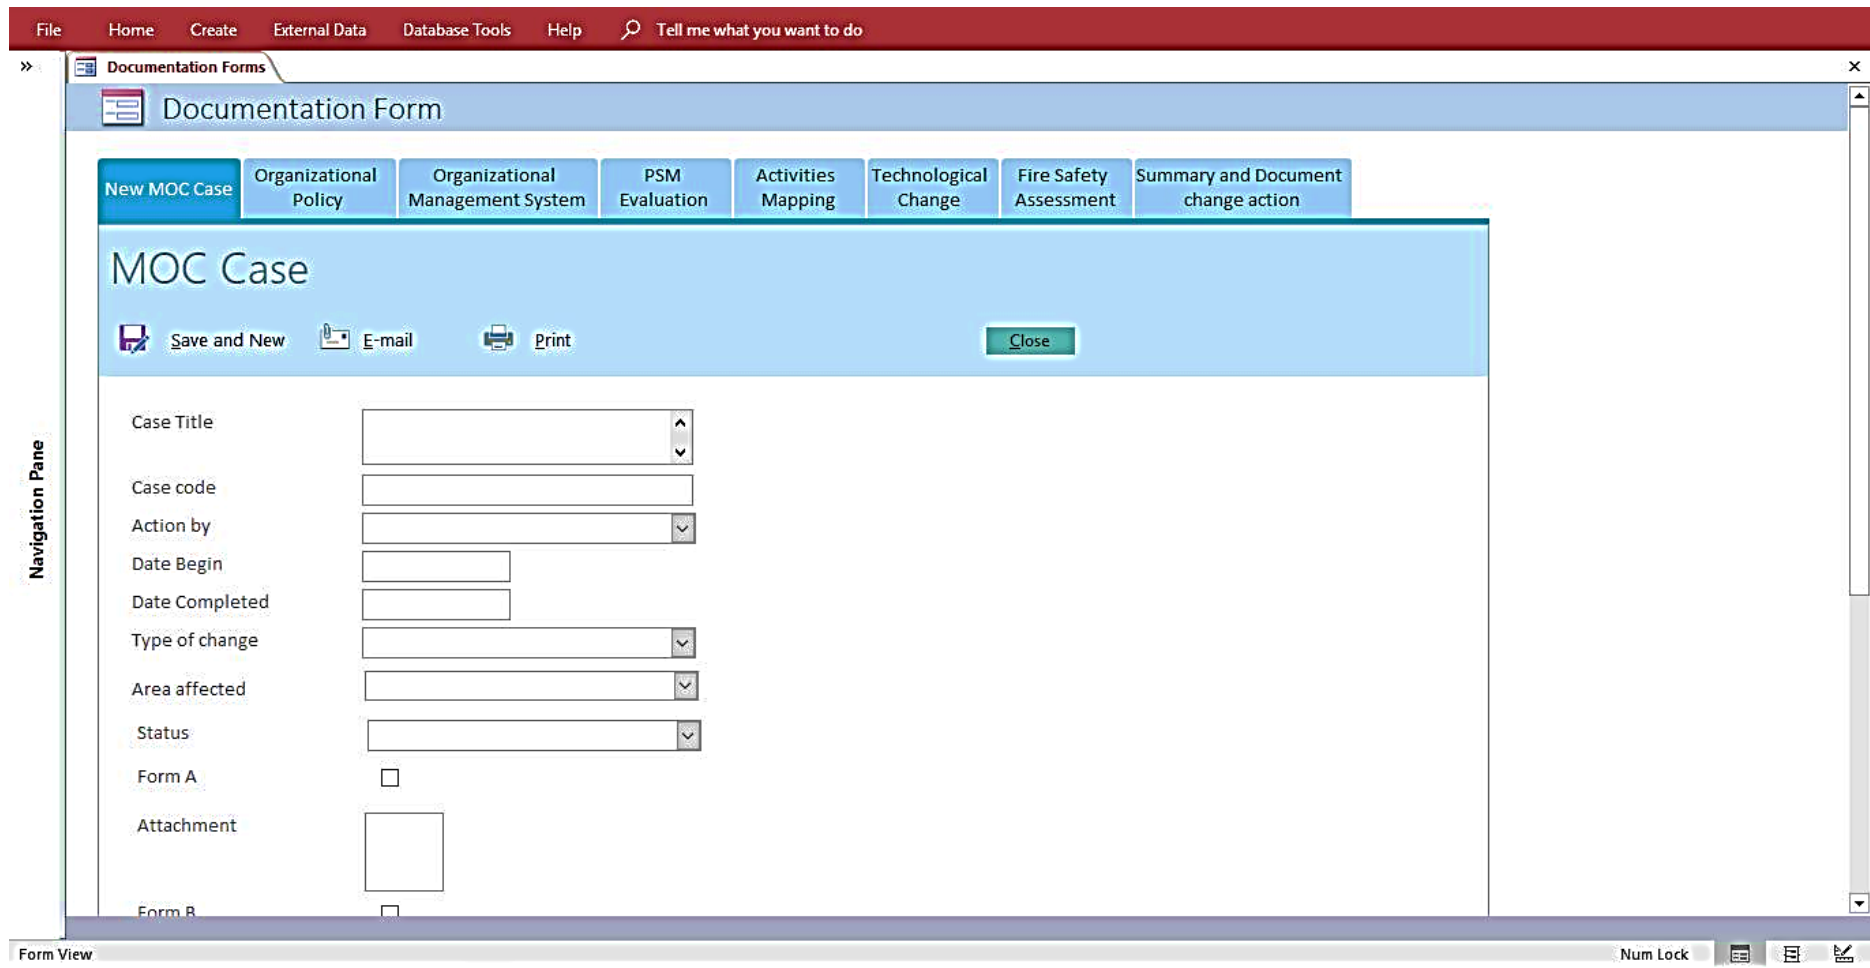 File Home Create External Data Database Tools Help Tell me what you want to do
Documentation Forms
Documentation Form
New MOC Case
Organizational
Policy
Organizational
Management System
PSM
Evaluation
Activities
Mapping
Technological
Change
Fire Safety
Assessment
Summary and Document
change action
MOC Case
Save and New E-mail Print Close
Case Title
Case code
Action by
Date Begin
Date Completed
Type of change
Area affected
Status
Form A
Attachment
Form B
Navigation Pane
Form View Num Lock